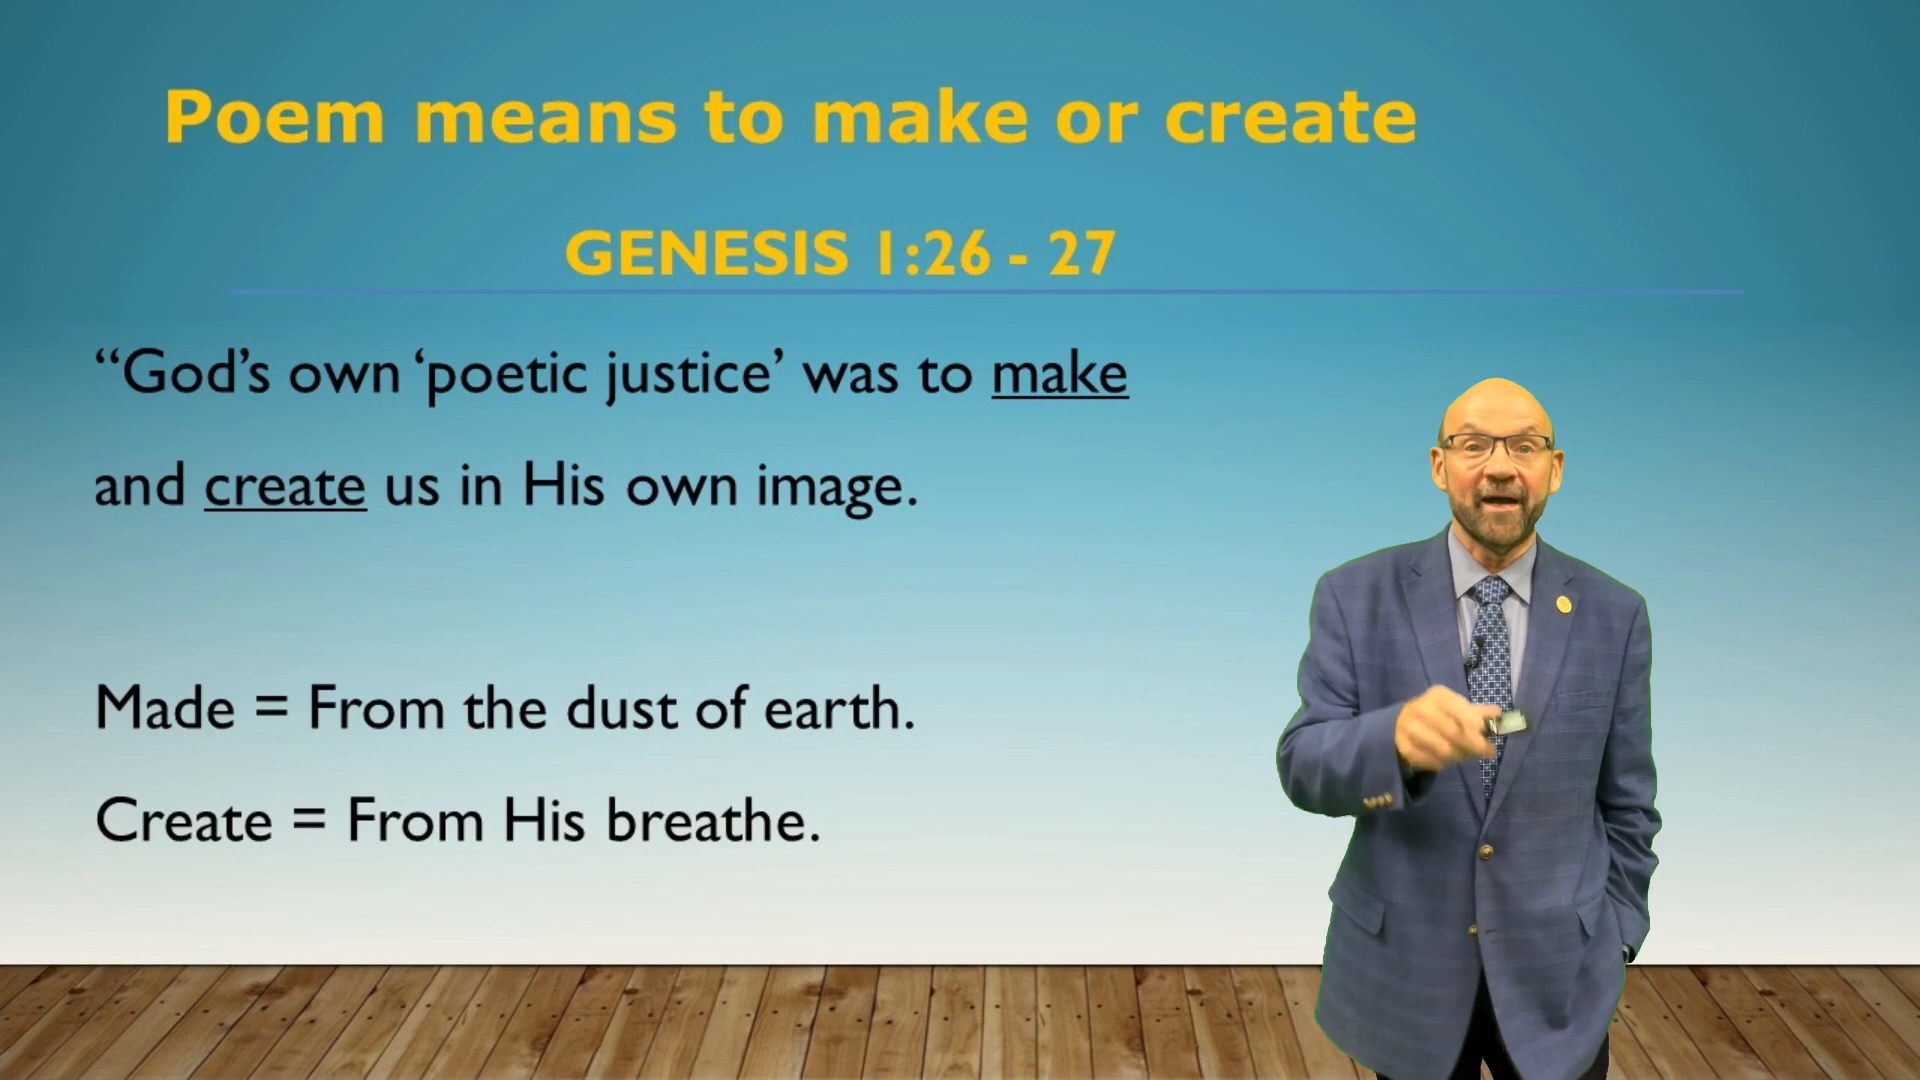 Poem means to make or create
GENESIS 1:26 - 27
“God’s own ‘poetic justice’ was to make
and create us in His own image.
Made = From the dust of earth.
Create = From His breathe.